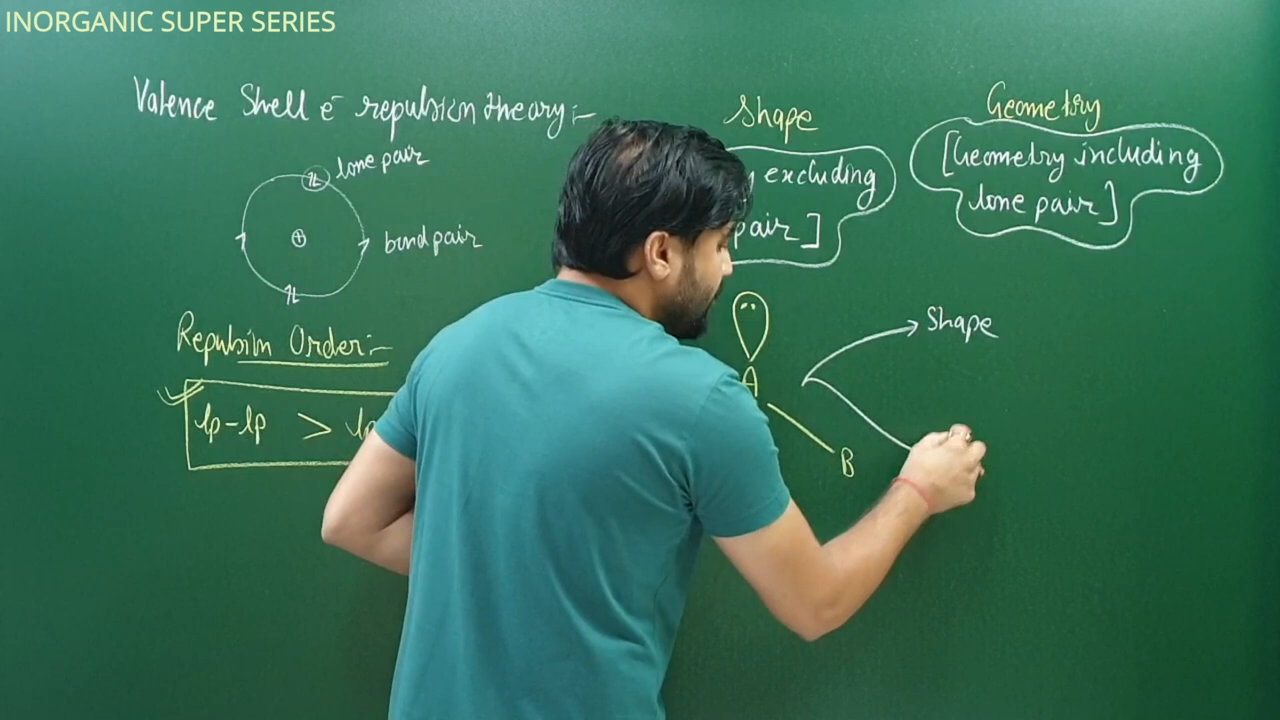 INORGANIC SUPER SERIES
Valence Shell e⁻ repulsion theory:-
lone pair
bond pair
Repulsion Order:-
lp-lp > lp
Shape
excluding
pair]
Geometry
[Geometry including
lone pair]
A
B
Shape